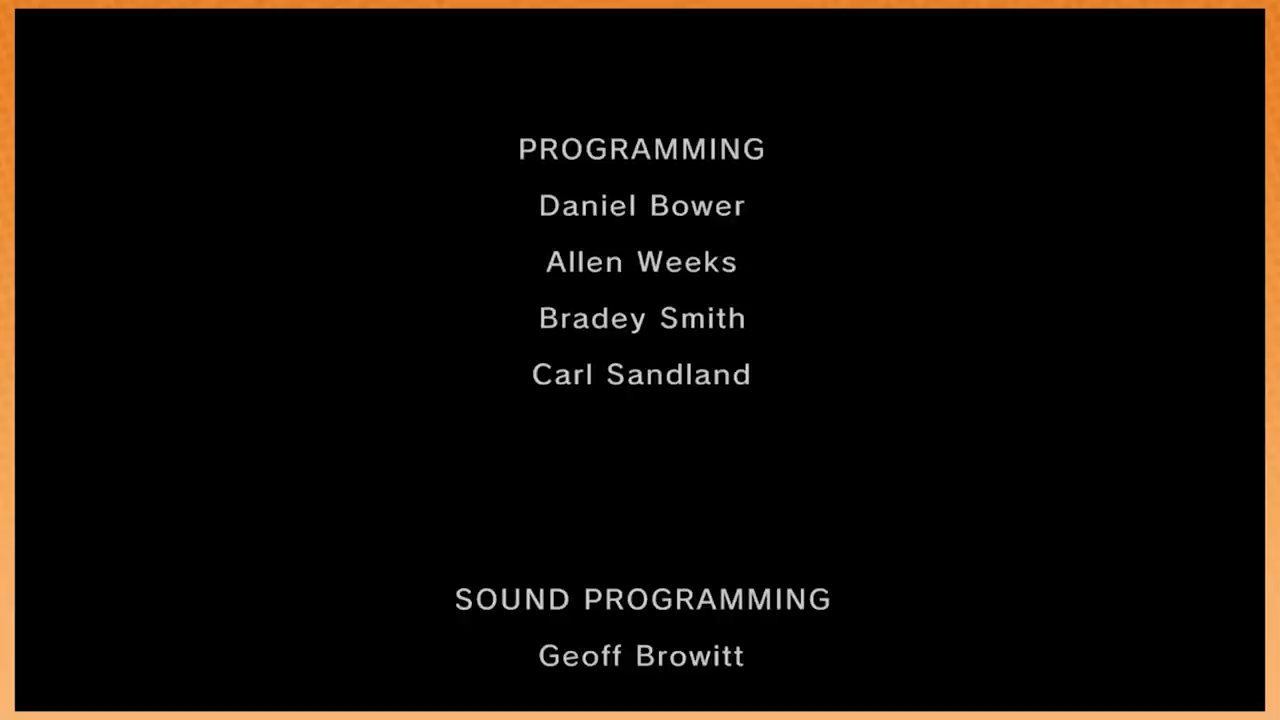 PROGRAMMING
Daniel Bower
Allen Weeks
Bradey Smith
Carl Sandland
SOUND PROGRAMMING
Geoff Browitt